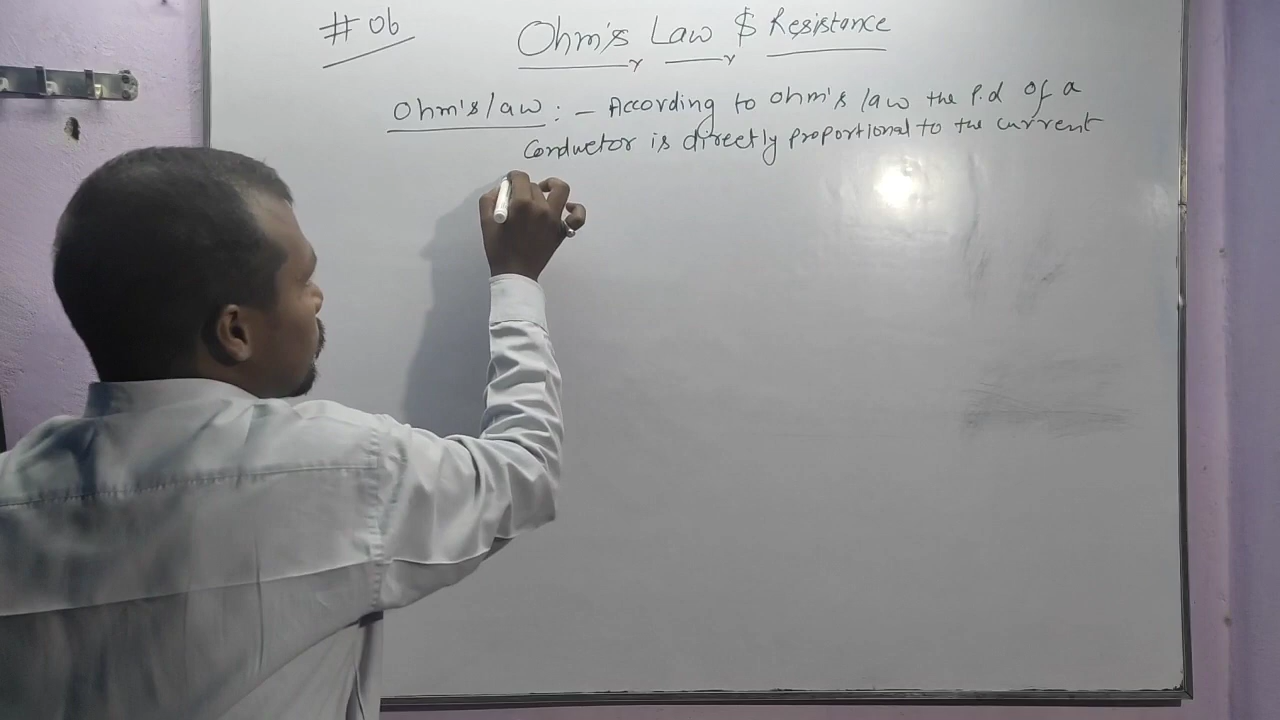 # 06
Ohm's Law $ Resistance
Ohm's law : - According to ohm's law the P.d of a
conductor is directly proportional to the current